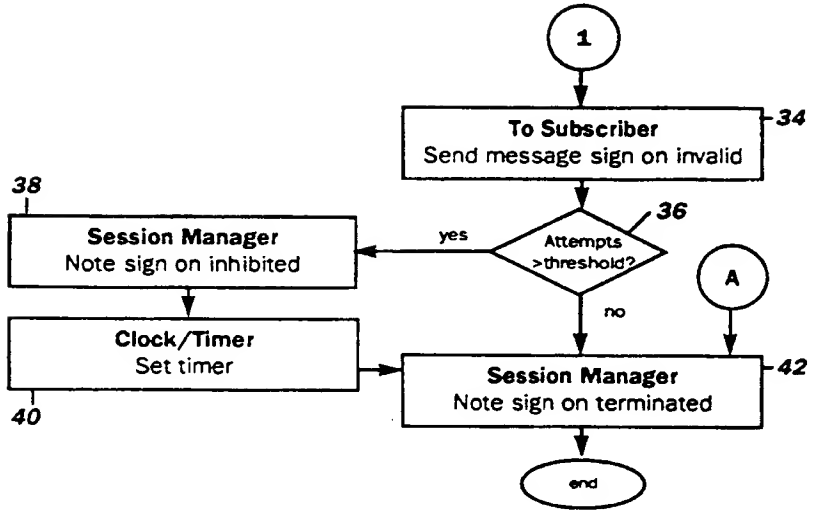 1
34
To Subscriber
Send message sign on invalid
36
Attempts
>threshold?
yes
no
38
Session Manager
Note sign on inhibited
Clock/Timer
Set timer
40
A
42
Session Manager
Note sign on terminated
end